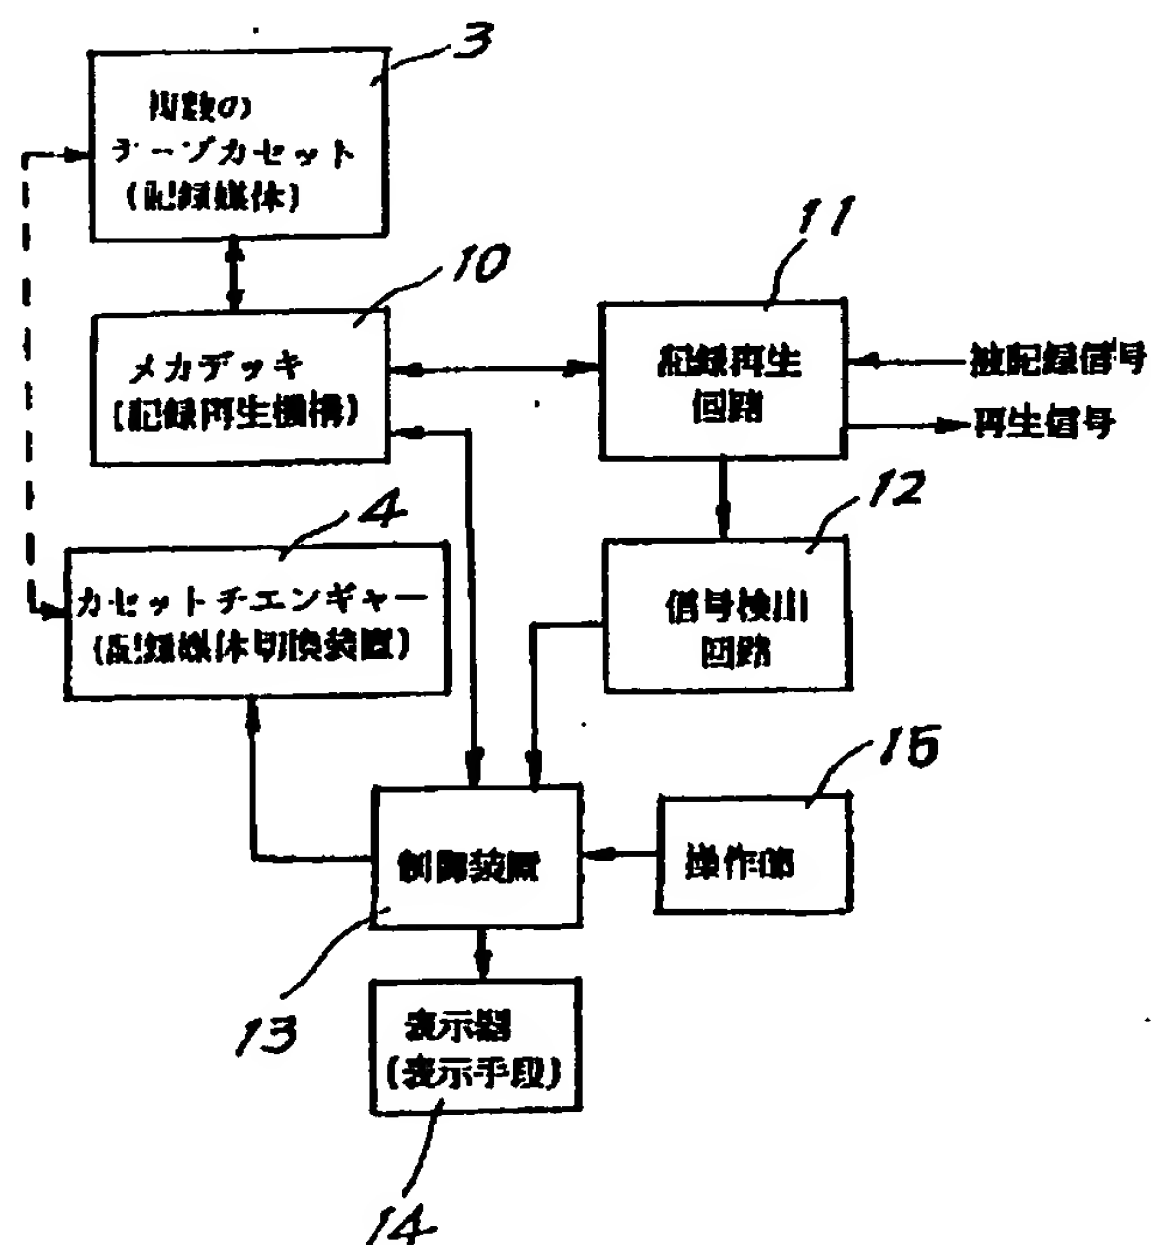 3
複数の
テープカセット
(記録媒体)
10
メカデッキ
(記録再生機構)
11
記録再生
回路
被記録信号
再生信号
4
カセットチエンヂャー
(記録媒体切換装置)
12
信号検出
回路
15
操作部
制御装置
13
表示器
(表示手段)
14